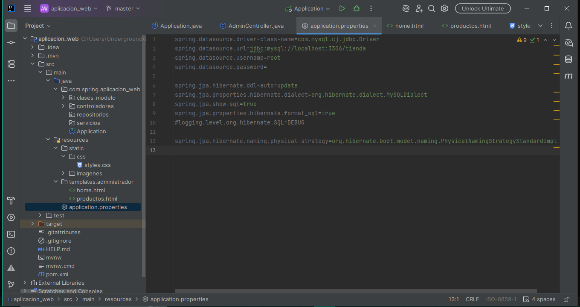 aplicacion_web
master
Application
Unlock Ultimate
Project
Application.java
AdminController.java
application.properties
home.html
productos.html
style
aplicacion_web
.idea
.mvn
src
main
java
com.spring.aplicacion_web
clases_modelo
controladores
repositorios
servicios
Application
resources
static
css
styles.css
imagenes
templates.administrador
home.html
productos.html
application.properties
test
target
.gitattributes
.gitignore
HELP.md
mvnw
mvnw.cmd
pom.xml
External Libraries
Scratches and Consoles
spring.datasource.driver-class-name=com.mysql.cj.jdbc.Driver
spring.datasource.url=jdbc:mysql://localhost:3306/tienda
spring.datasource.username=root
spring.datasource.password=
spring.jpa.hibernate.ddl-auto=update
spring.jpa.properties.hibernate.dialect=org.hibernate.dialect.MySQLDialect
spring.jpa.show_sql=true
spring.jpa.properties.hibernate.format_sql=true
#logging.level.org.hibernate.SQL=DEBUG
spring.jpa.hibernate.naming.physical-strategy=org.hibernate.boot.model.naming.PhysicalNamingStrategyStandardImpl
aplicacion_web > src > main > resources > application.properties
13:1 CRLF ISO-8859-1 4 spaces